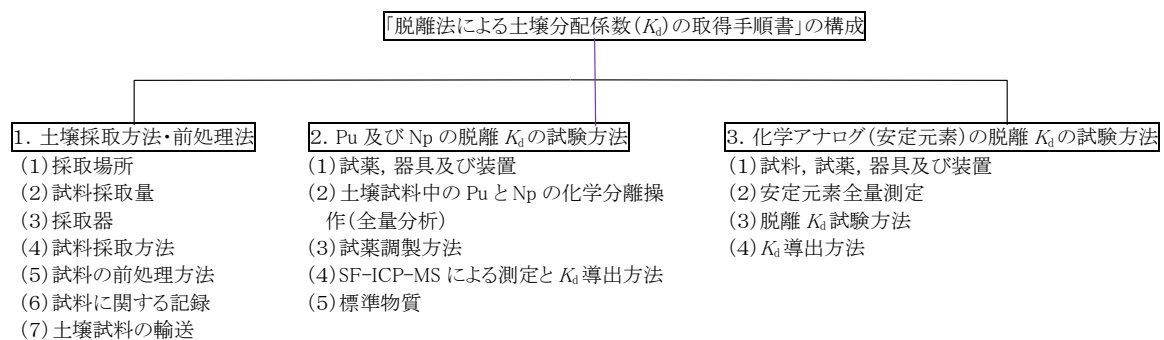 「脱離法による土壌分配係数(Kd)の取得手順書」の構成
1. 土壌採取方法・前処理法
(1)採取場所
(2)試料採取量
(3)採取器
(4)試料採取方法
(5)試料の前処理方法
(6)試料に関する記録
(7)土壌試料の輸送
2. Pu 及び Np の脱離 Kdの試験方法
(1)試薬, 器具及び装置
(2)土壌試料中の Pu と Np の化学分離操
作(全量分析)
(3)試薬調製方法
(4)SF-ICP-MS による測定と Kd導出方法
(5)標準物質
3. 化学アナログ(安定元素)の脱離 Kdの試験方法
(1)試料, 試薬, 器具及び装置
(2)安定元素全量測定
(3)脱離 Kd試験方法
(4)Kd導出方法